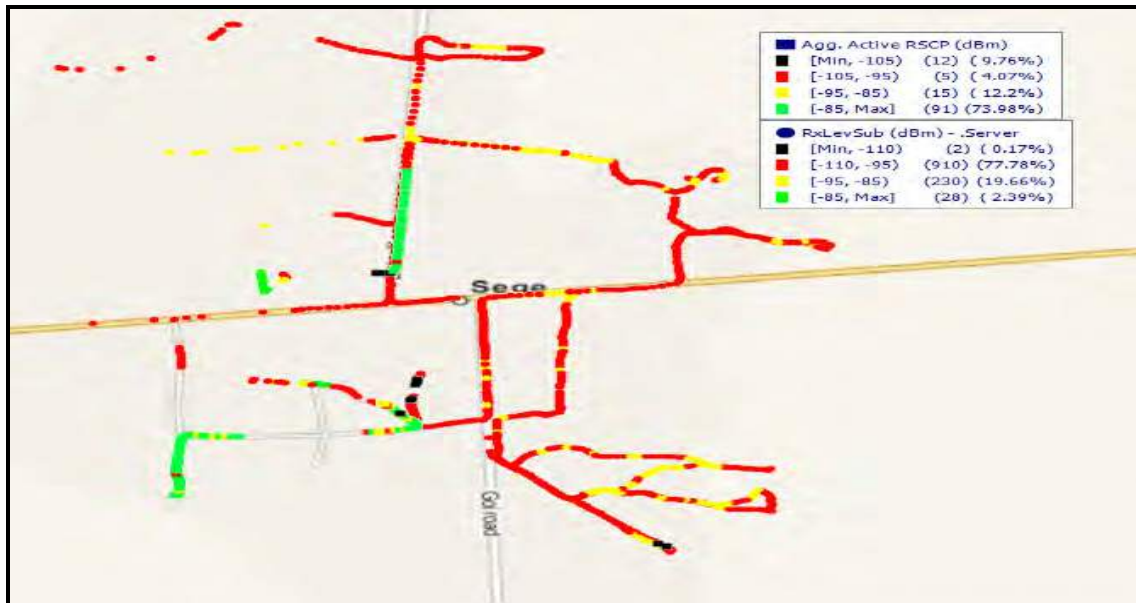 Agg. Active RSCP (dBm)
[Min, -105) (12) ( 9.76%)
[-105, -95) (5) ( 4.07%)
[-95, -85) (15) ( 12.2%)
[-85, Max] (91) (73.98%)
RxLevSub (dBm) - .Server
[Min, -110) (2) ( 0.17%)
[-110, -95) (910) (77.78%)
[-95, -85) (230) (19.66%)
[-85, Max] (28) ( 2.39%)
Sege
Goi road